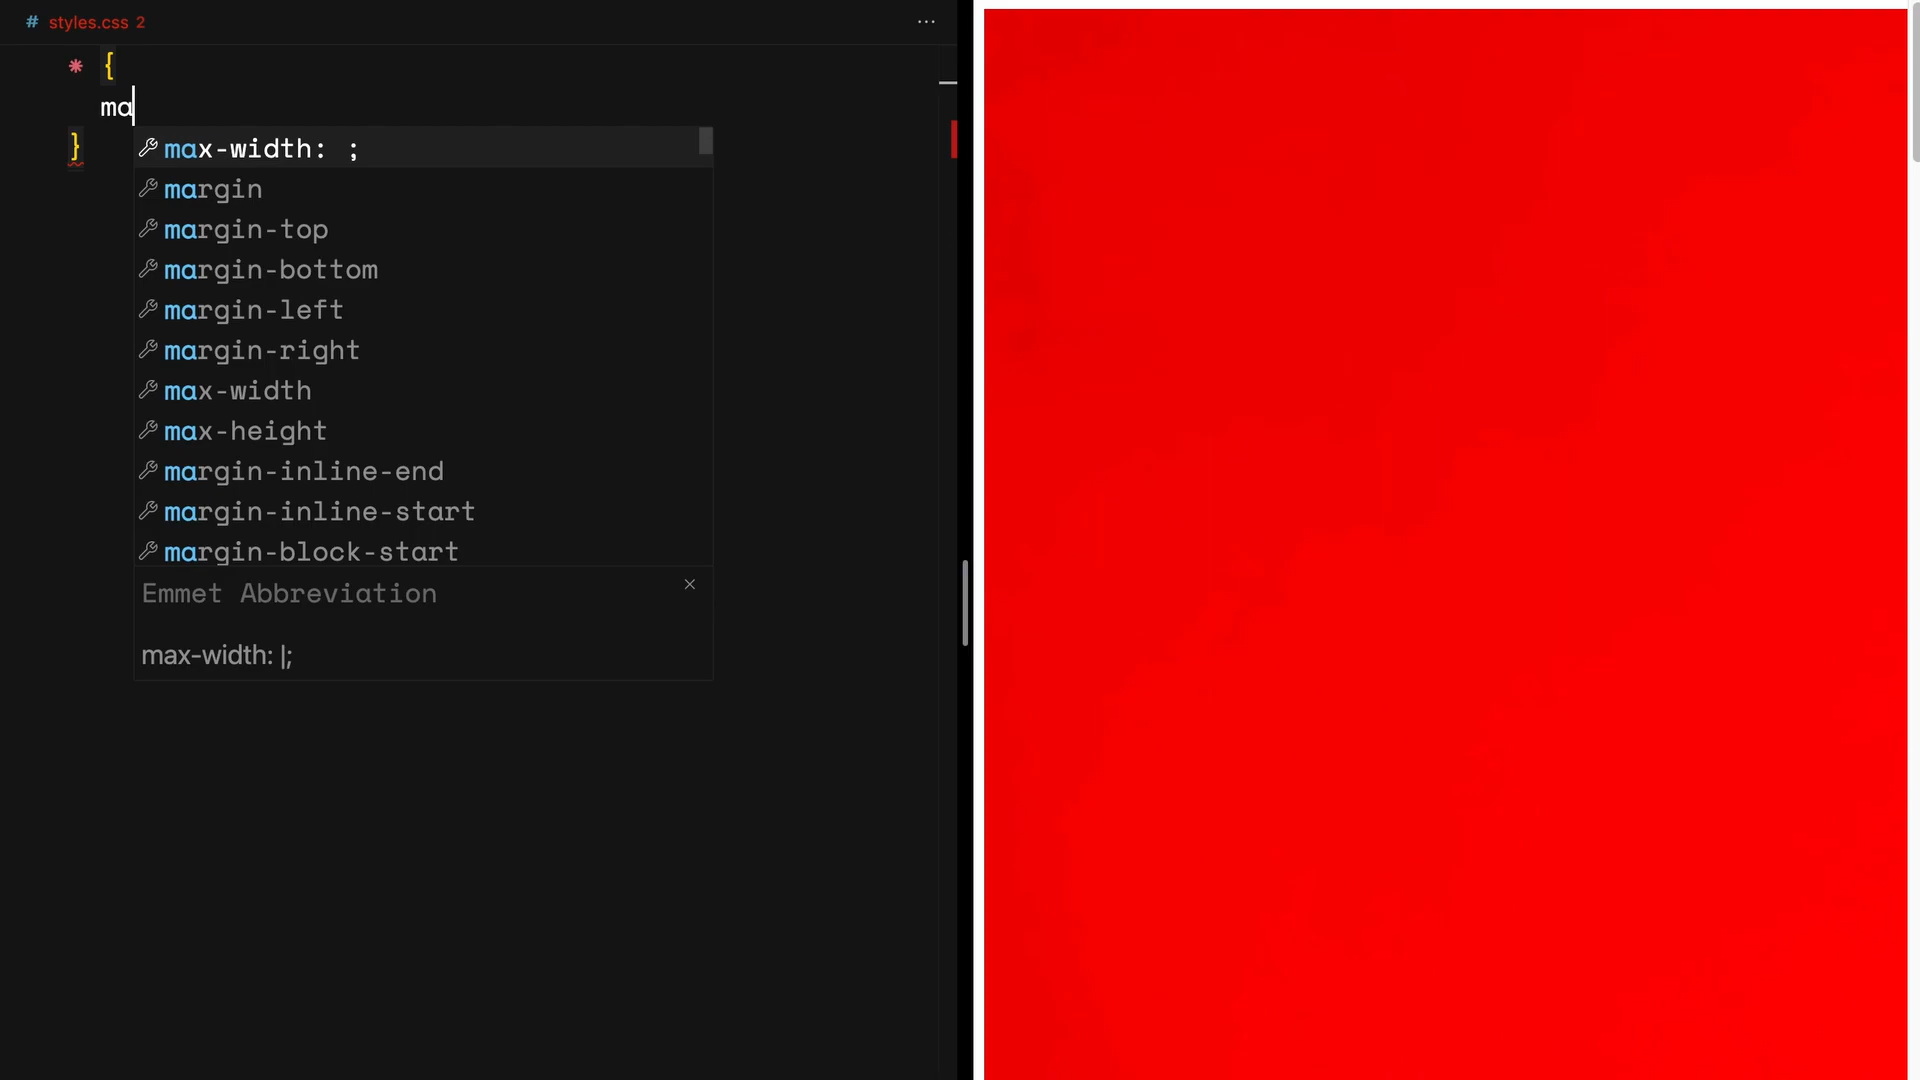 # styles.css 2 ...
* {
ma
}
max-width: ;
margin
margin-top
margin-bottom
margin-left
margin-right
max-width
max-height
margin-inline-end
margin-inline-start
margin-block-start
Emmet Abbreviation ×
max-width: |;